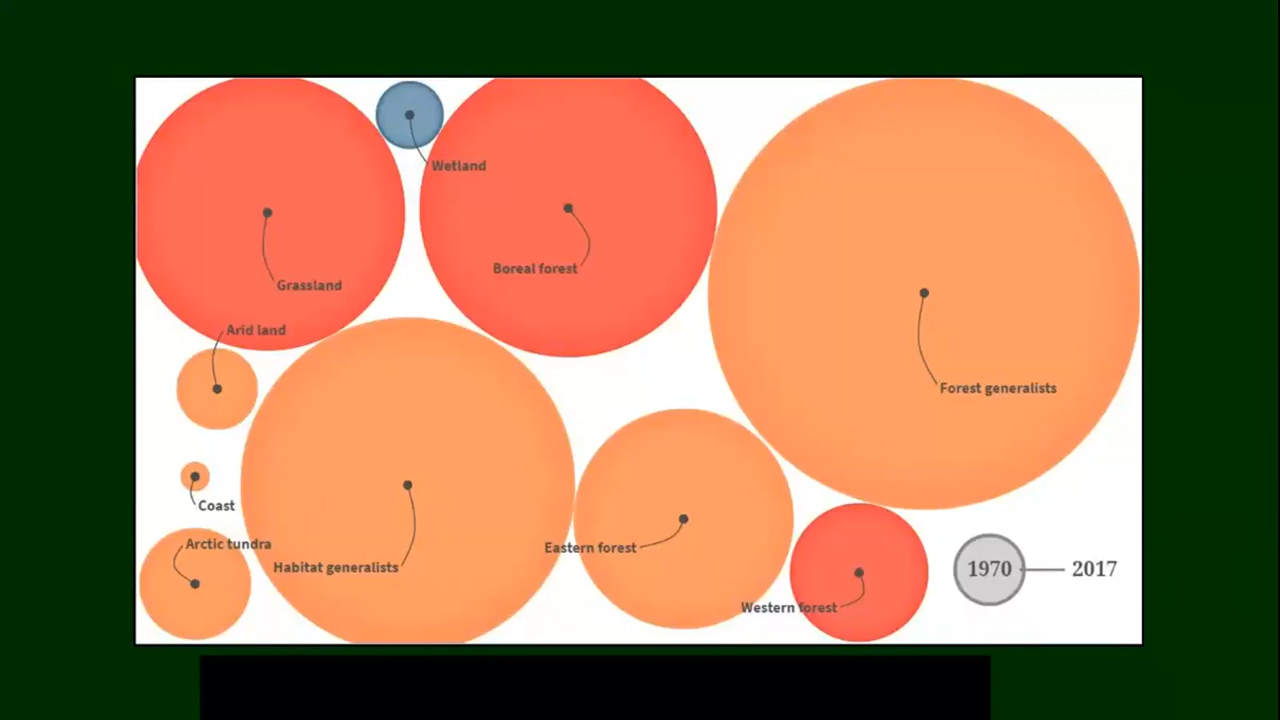 Wetland
Grassland
Boreal forest
Arid land
Forest generalists
Coast
Arctic tundra
Habitat generalists
Eastern forest
Western forest
1970
2017